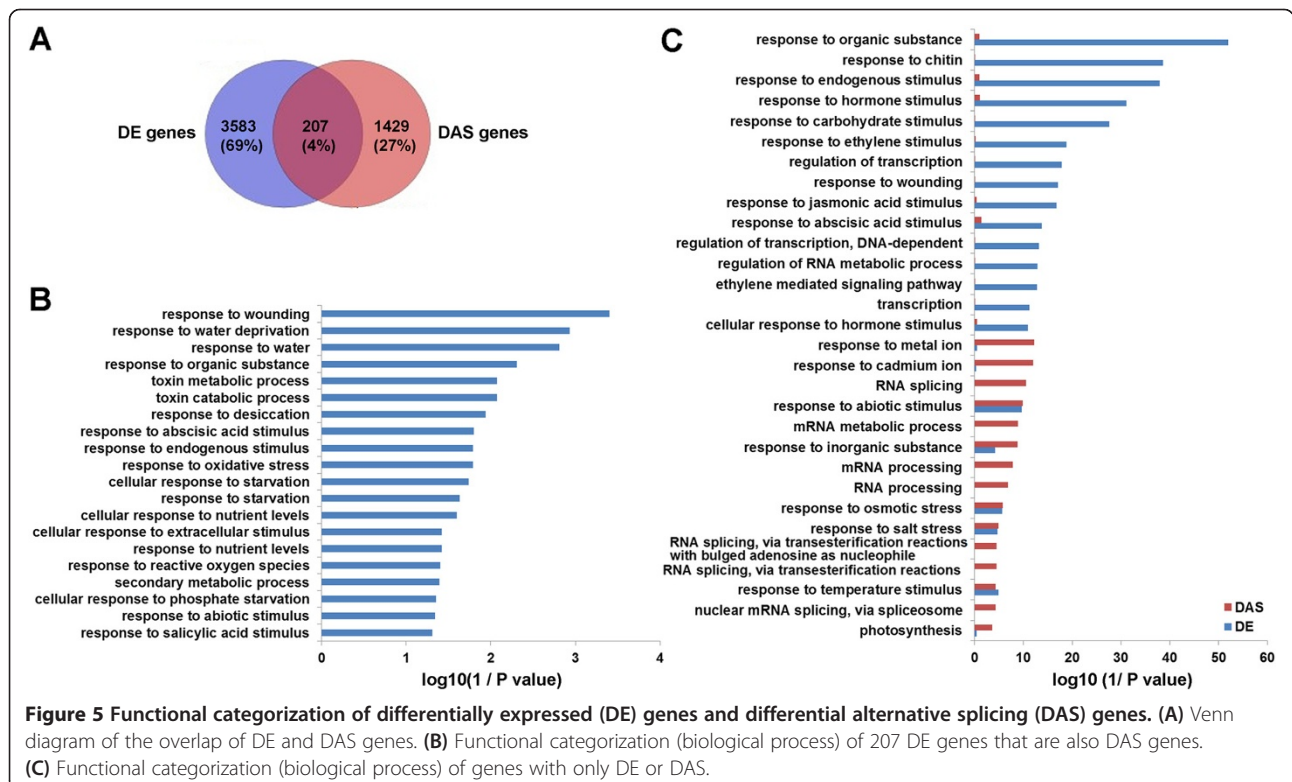 A
DE genes
3583
(69%)
207
(4%)
1429
(27%)
DAS genes
B
response to wounding
response to water deprivation
response to water
response to organic substance
toxin metabolic process
toxin catabolic process
response to desiccation
response to abscisic acid stimulus
response to endogenous stimulus
response to oxidative stress
cellular response to starvation
response to starvation
cellular response to nutrient levels
cellular response to extracellular stimulus
response to nutrient levels
response to reactive oxygen species
secondary metabolic process
cellular response to phosphate starvation
response to abiotic stimulus
response to salicylic acid stimulus
0 1 2 3 4
log10(1 / P value)
C
response to organic substance
response to chitin
response to endogenous stimulus
response to hormone stimulus
response to carbohydrate stimulus
response to ethylene stimulus
regulation of transcription
response to wounding
response to jasmonic acid stimulus
response to abscisic acid stimulus
regulation of transcription, DNA-dependent
regulation of RNA metabolic process
ethylene mediated signaling pathway
transcription
cellular response to hormone stimulus
response to metal ion
response to cadmium ion
RNA splicing
response to abiotic stimulus
mRNA metabolic process
response to inorganic substance
mRNA processing
RNA processing
response to osmotic stress
response to salt stress
RNA splicing, via transesterification reactions
with bulged adenosine as nucleophile
RNA splicing, via transesterification reactions
response to temperature stimulus
nuclear mRNA splicing, via spliceosome
photosynthesis
DAS
DE
0 10 20 30 40 50 60
log10 (1/ P value)
Figure 5 Functional categorization of differentially expressed (DE) genes and differential alternative splicing (DAS) genes. (A) Venn
diagram of the overlap of DE and DAS genes. (B) Functional categorization (biological process) of 207 DE genes that are also DAS genes.
(C) Functional categorization (biological process) of genes with only DE or DAS.